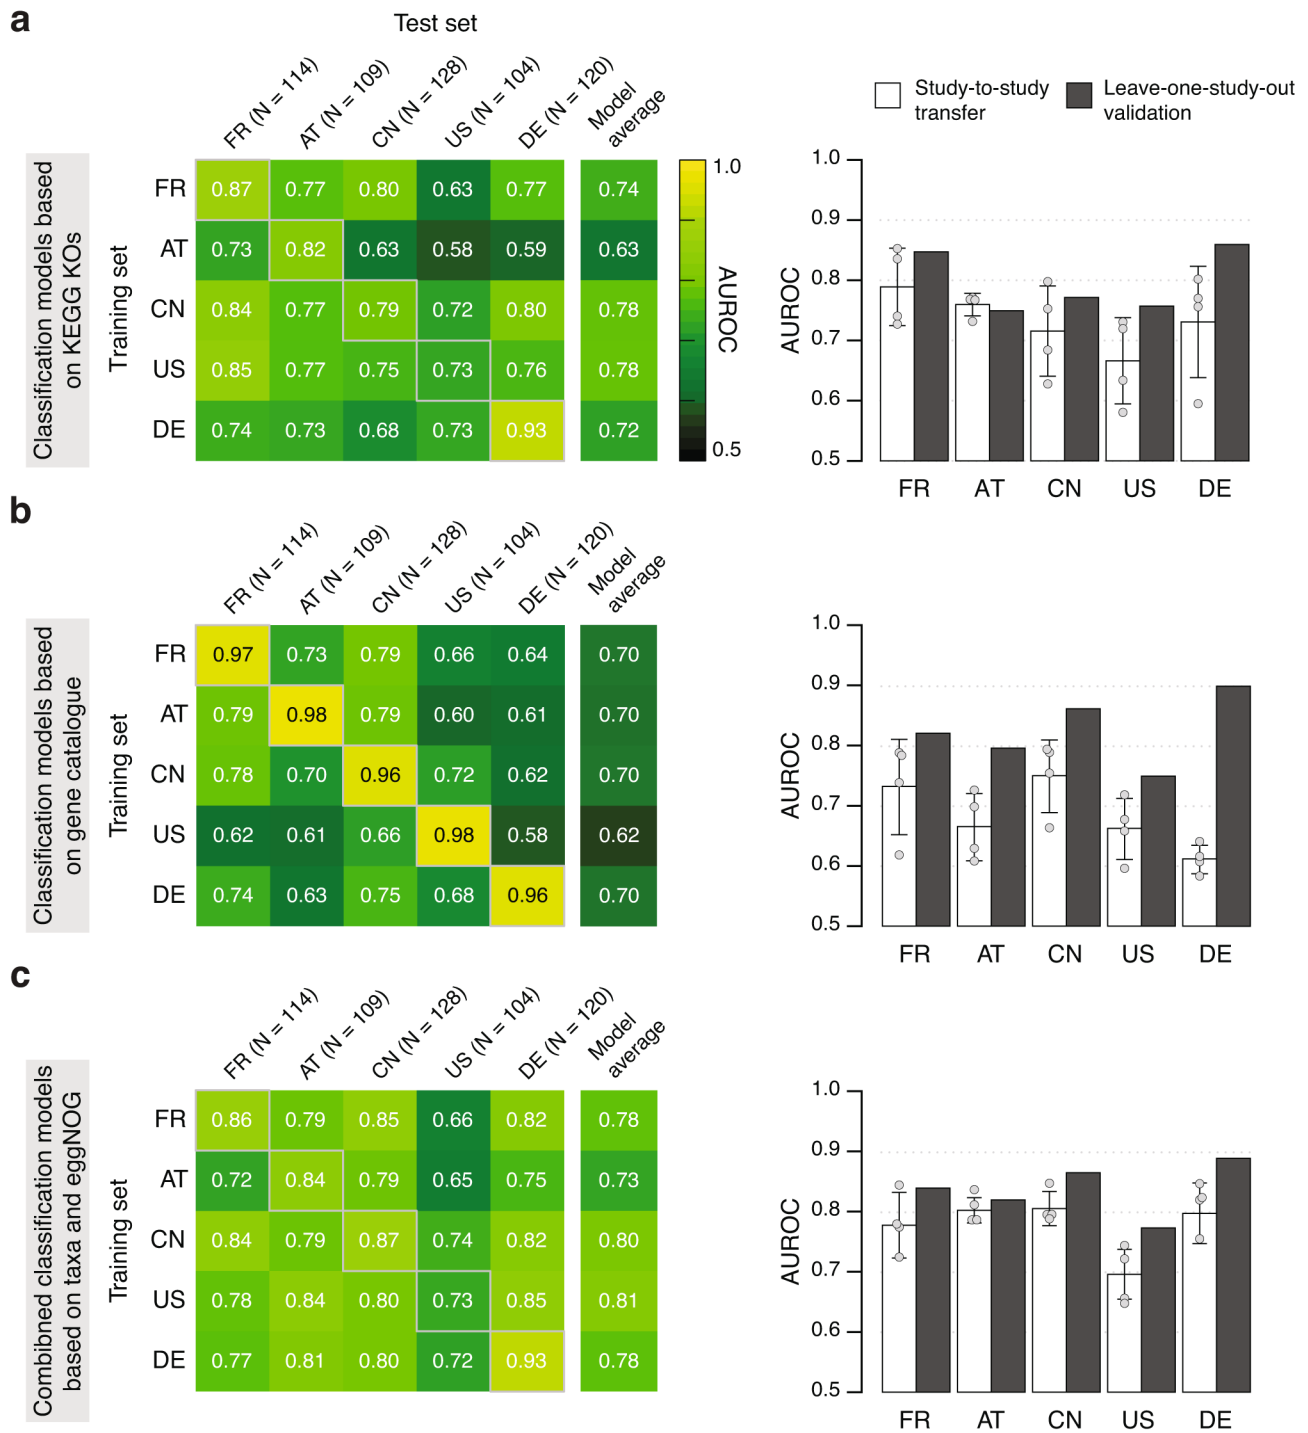 a
Test set
FR (N = 114)
AT (N = 109)
CN (N = 128)
US (N = 104)
DE (N = 120)
Model
average
Classification models based
on KEGG KOs
Training set
FR 0.87 0.77 0.80 0.63 0.77 0.74
AT 0.73 0.82 0.63 0.58 0.59 0.63
CN 0.84 0.77 0.79 0.72 0.80 0.78
US 0.85 0.77 0.75 0.73 0.76 0.78
DE 0.74 0.73 0.68 0.73 0.93 0.72
1.0
AUROC
0.5
Study-to-study
transfer
Leave-one-study-out
validation
AUROC
1.0
0.9
0.8
0.7
0.6
0.5
FR AT CN US DE
b
FR (N = 114)
AT (N = 109)
CN (N = 128)
US (N = 104)
DE (N = 120)
Model
average
Classification models based
on gene catalogue
Training set
FR 0.97 0.73 0.79 0.66 0.64 0.70
AT 0.79 0.98 0.79 0.60 0.61 0.70
CN 0.78 0.70 0.96 0.72 0.62 0.70
US 0.62 0.61 0.66 0.98 0.58 0.62
DE 0.74 0.63 0.75 0.68 0.96 0.70
AUROC
1.0
0.9
0.8
0.7
0.6
0.5
FR AT CN US DE
c
FR (N = 114)
AT (N = 109)
CN (N = 128)
US (N = 104)
DE (N = 120)
Model
average
Combibned classification models
based on taxa and eggNOG
Training set
FR 0.86 0.79 0.85 0.66 0.82 0.78
AT 0.72 0.84 0.79 0.65 0.75 0.73
CN 0.84 0.79 0.87 0.74 0.82 0.80
US 0.78 0.84 0.80 0.73 0.85 0.81
DE 0.77 0.81 0.80 0.72 0.93 0.78
AUROC
1.0
0.9
0.8
0.7
0.6
0.5
FR AT CN US DE